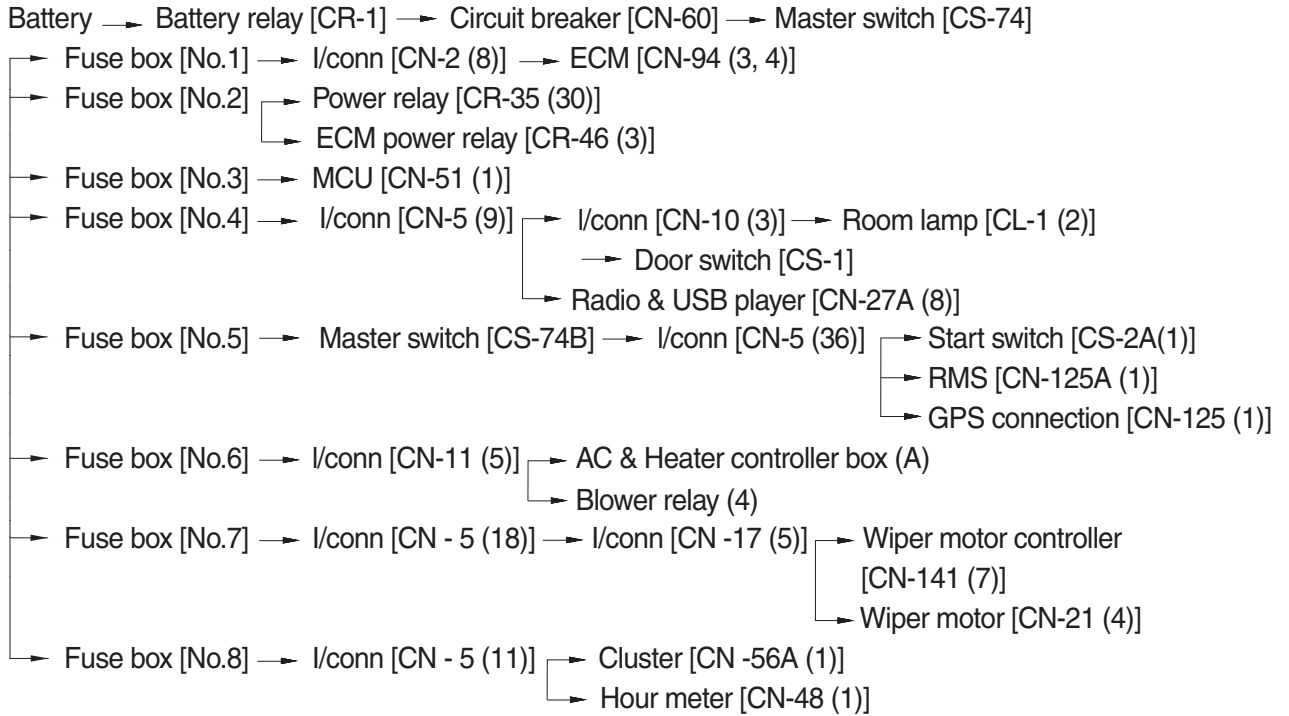 Battery → Battery relay [CR-1] → Circuit breaker [CN-60] → Master switch [CS-74]
→ Fuse box [No.1] → I/conn [CN-2 (8)] → ECM [CN-94 (3, 4)]
→ Fuse box [No.2] → Power relay [CR-35 (30)]
→ ECM power relay [CR-46 (3)]
→ Fuse box [No.3] → MCU [CN-51 (1)]
→ Fuse box [No.4] → I/conn [CN-5 (9)] → I/conn [CN-10 (3)] → Room lamp [CL-1 (2)]
→ Door switch [CS-1]
→ Radio & USB player [CN-27A (8)]
→ Fuse box [No.5] → Master switch [CS-74B] → I/conn [CN-5 (36)] → Start switch [CS-2A(1)]
→ RMS [CN-125A (1)]
→ GPS connection [CN-125 (1)]
→ Fuse box [No.6] → I/conn [CN-11 (5)] → AC & Heater controller box (A)
→ Blower relay (4)
→ Fuse box [No.7] → I/conn [CN - 5 (18)] → I/conn [CN -17 (5)] → Wiper motor controller
[CN-141 (7)]
→ Wiper motor [CN-21 (4)]
→ Fuse box [No.8] → I/conn [CN - 5 (11)] → Cluster [CN -56A (1)]
→ Hour meter [CN-48 (1)]